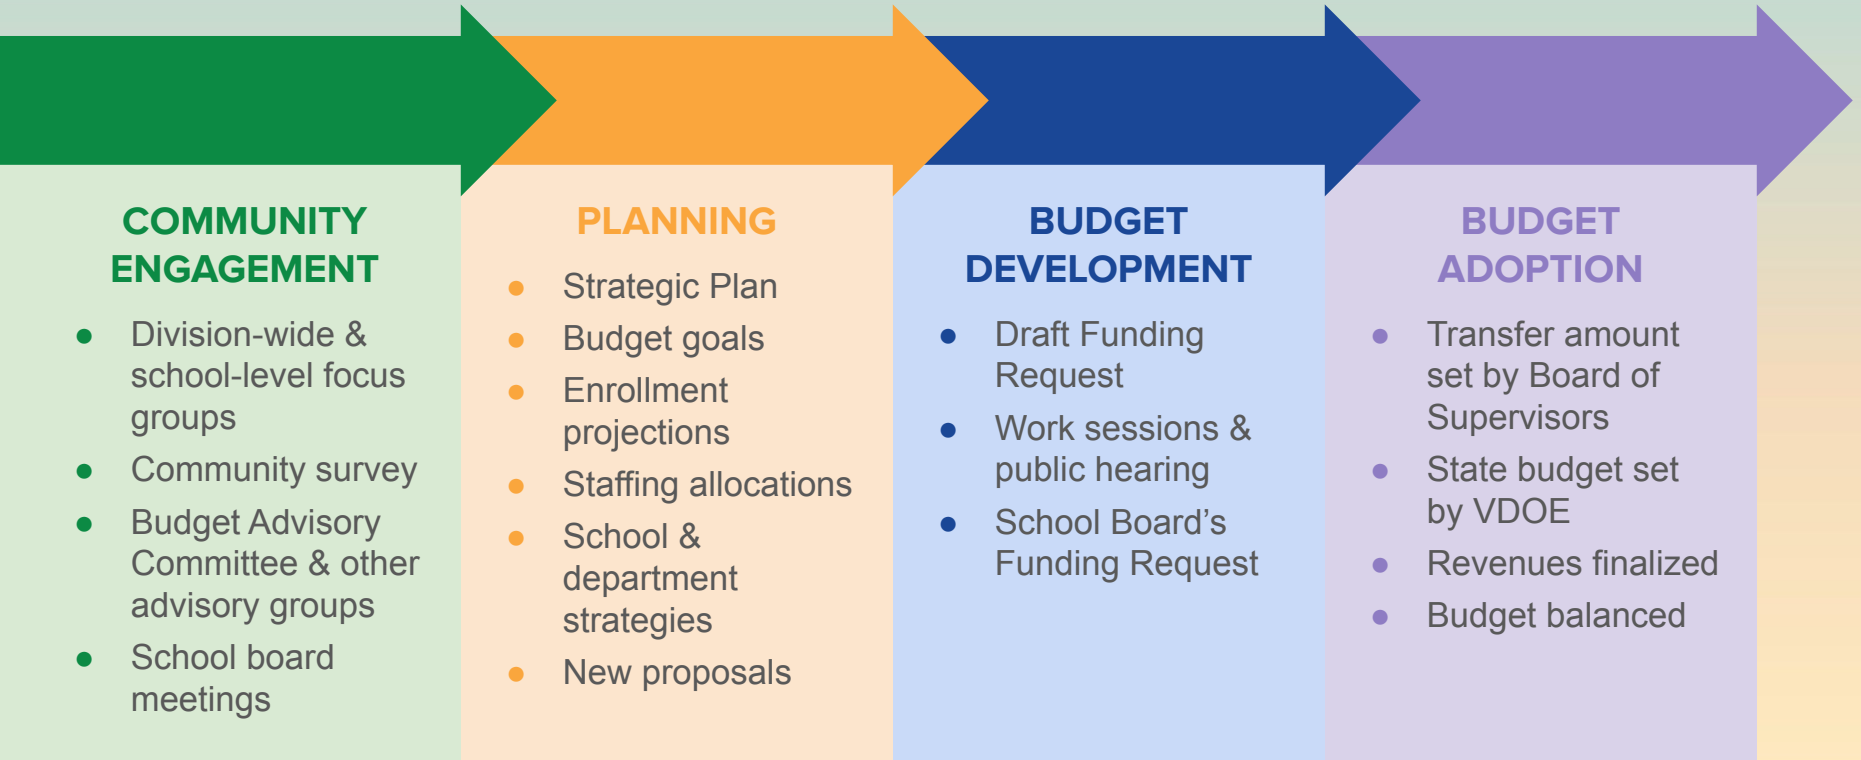 COMMUNITY
ENGAGEMENT
● Division-wide &
school-level focus
groups
● Community survey
● Budget Advisory
Committee & other
advisory groups
● School board
meetings
PLANNING
● Strategic Plan
● Budget goals
● Enrollment
projections
● Staffing allocations
● School &
department
strategies
● New proposals
BUDGET
DEVELOPMENT
● Draft Funding
Request
● Work sessions &
public hearing
● School Board’s
Funding Request
BUDGET
ADOPTION
● Transfer amount
set by Board of
Supervisors
● State budget set
by VDOE
● Revenues finalized
● Budget balanced